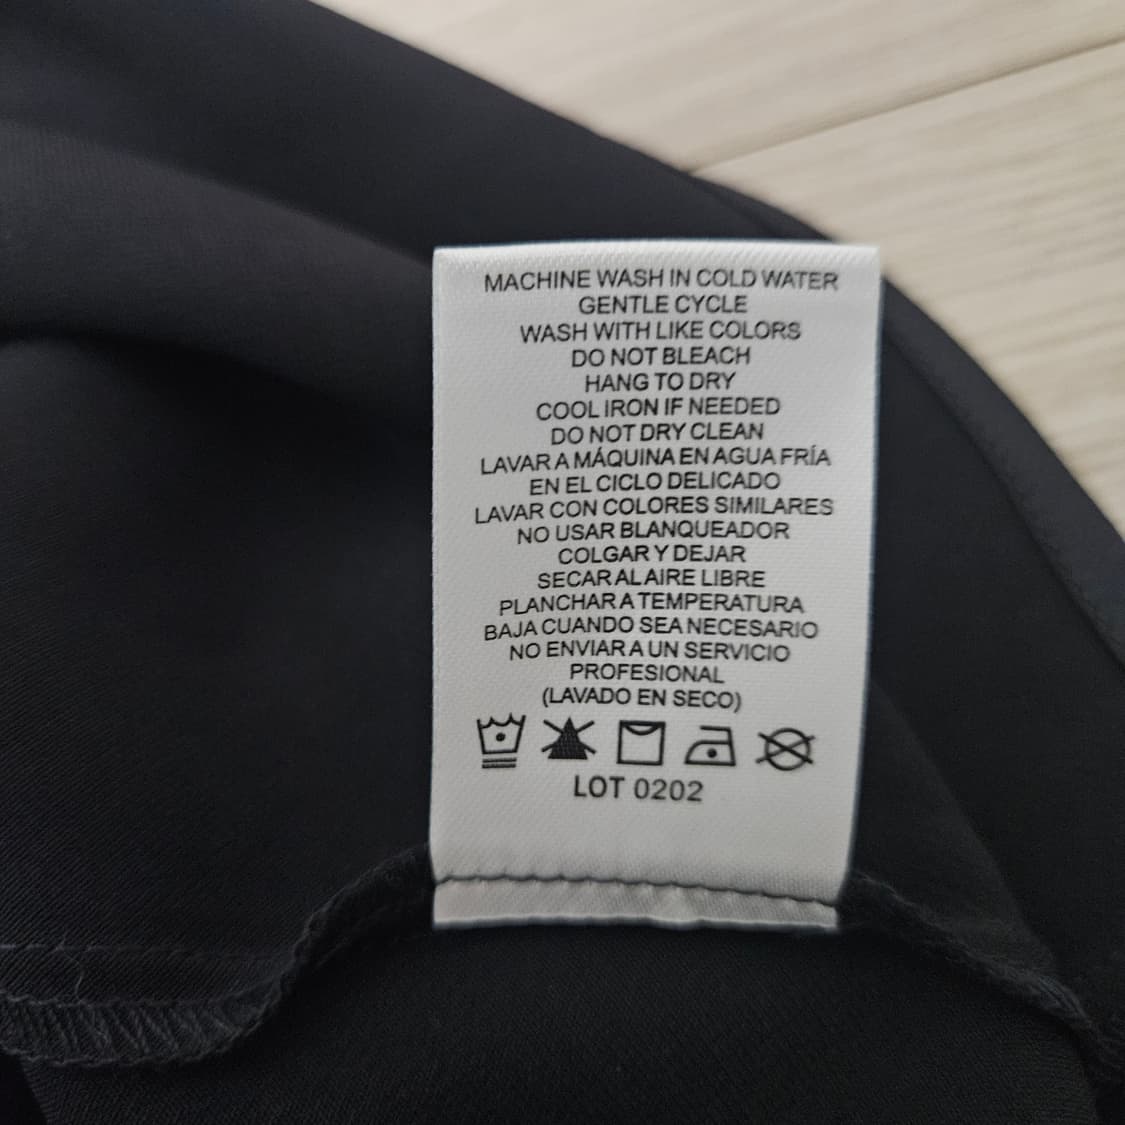 MACHINE WASH IN COLD WATER
GENTLE CYCLE
WASH WITH LIKE COLORS
DO NOT BLEACH
HANG TO DRY
COOL IRON IF NEEDED
DO NOT DRY CLEAN
LAVAR A MÁQUINA EN AGUA FRÍA
EN EL CICLO DELICADO
LAVAR CON COLORES SIMILARES
NO USAR BLANQUEADOR
COLGAR Y DEJAR
SECAR AL AIRE LIBRE
PLANCHAR A TEMPERATURA
BAJA CUANDO SEA NECESARIO
NO ENVIAR A UN SERVICIO
PROFESIONAL
(LAVADO EN SECO)
LOT 0202